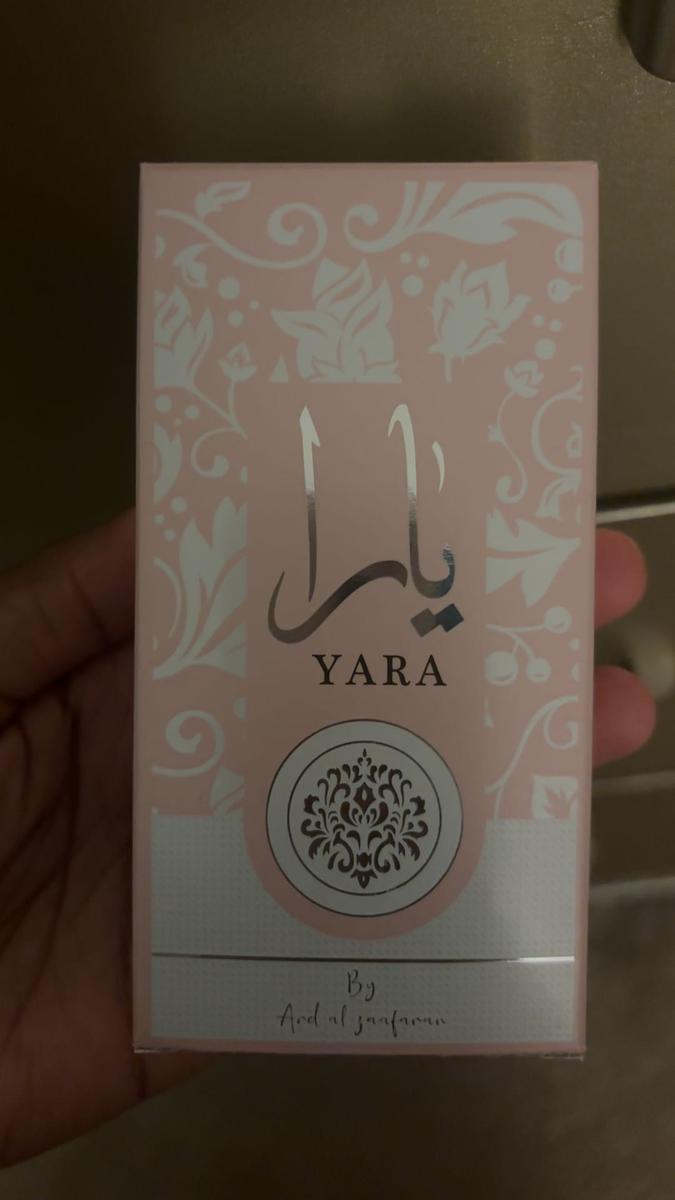 يارا
YARA
By
Ard al zaafaran